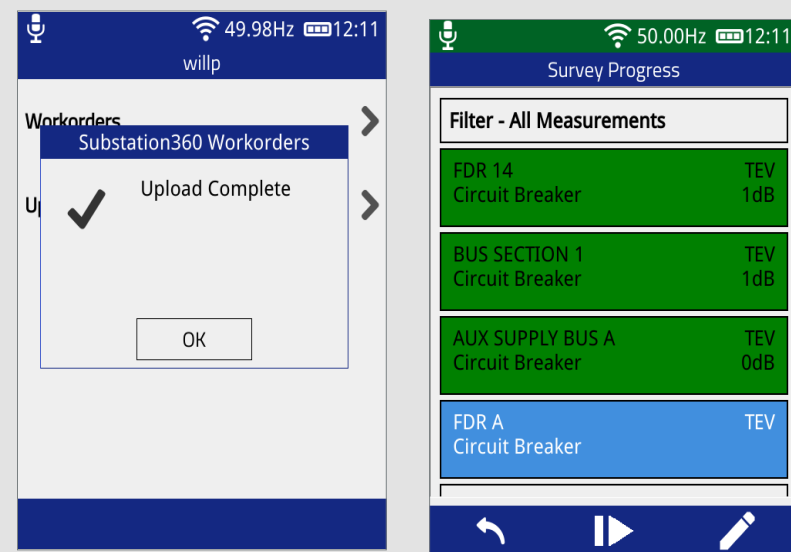 49.98Hz 12:11
willp
Workorders
Substation360 Workorders
Upload Complete
OK
50.00Hz 12:11
Survey Progress
Filter - All Measurements
FDR 14 TEV
Circuit Breaker 1dB
BUS SECTION 1 TEV
Circuit Breaker 1dB
AUX SUPPLY BUS A TEV
Circuit Breaker 0dB
FDR A TEV
Circuit Breaker